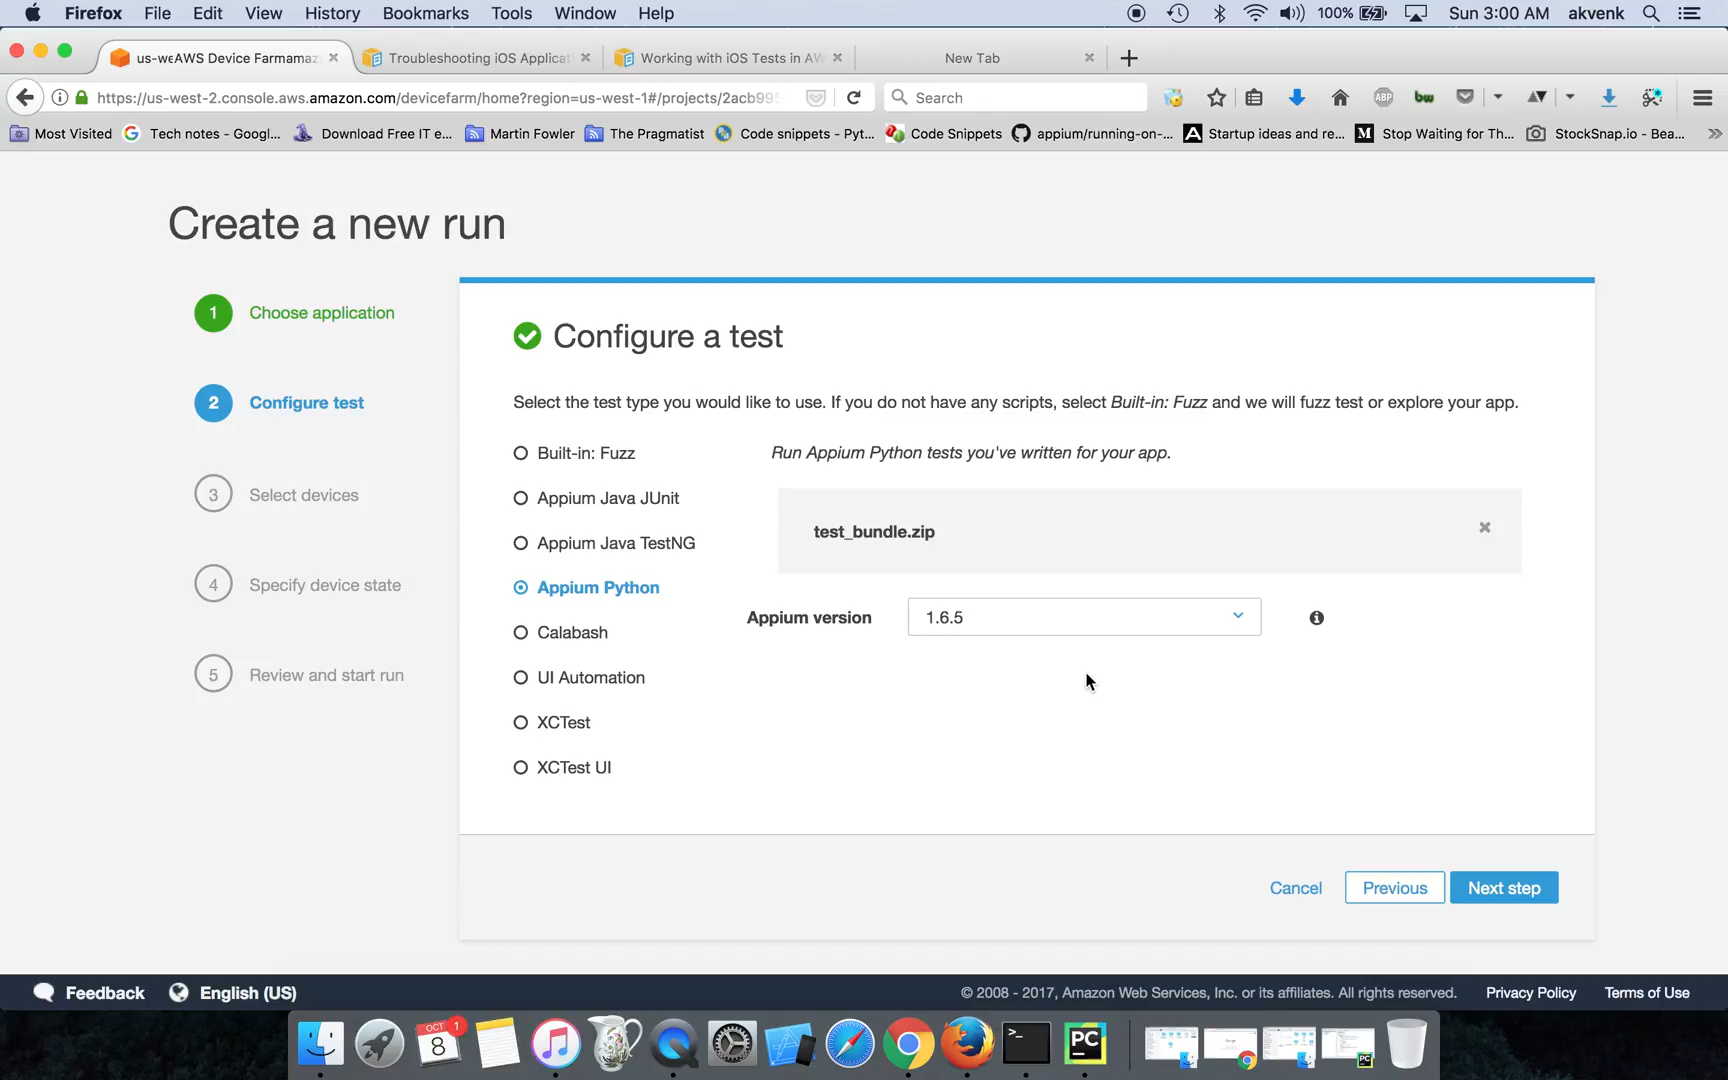 Firefox File Edit View History Bookmarks Tools Window Help 100% Sun 3:00 AM akvenk
us-weAWS Device Farmamaz Troubleshooting iOS Applicat Working with iOS Tests in AW New Tab
https://us-west-2.console.aws.amazon.com/devicefarm/home?region=us-west-1#/projects/2acb995 Search ABP bw
Most Visited Tech notes - Googl... Download Free IT e... Martin Fowler The Pragmatist Code snippets - Pyt... Code Snippets appium/running-on-... Startup ideas and re... M Stop Waiting for Th... StockSnap.io - Bea...
Create a new run
1 Choose application
2 Configure test
3 Select devices
4 Specify device state
5 Review and start run
Configure a test
Select the test type you would like to use. If you do not have any scripts, select Built-in: Fuzz and we will fuzz test or explore your app.
Built-in: Fuzz
Appium Java JUnit
Appium Java TestNG
Appium Python
Calabash
UI Automation
XCTest
XCTest UI
Run Appium Python tests you've written for your app.
test_bundle.zip
Appium version 1.6.5
Cancel Previous Next step
Feedback English (US) © 2008 - 2017, Amazon Web Services, Inc. or its affiliates. All rights reserved. Privacy Policy Terms of Use
OCT 8 1 PC